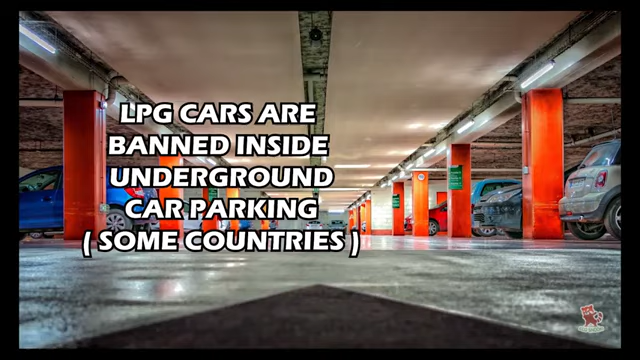 LPG CARS ARE
BANNED INSIDE
UNDERGROUND
CAR PARKING
( SOME COUNTRIES )